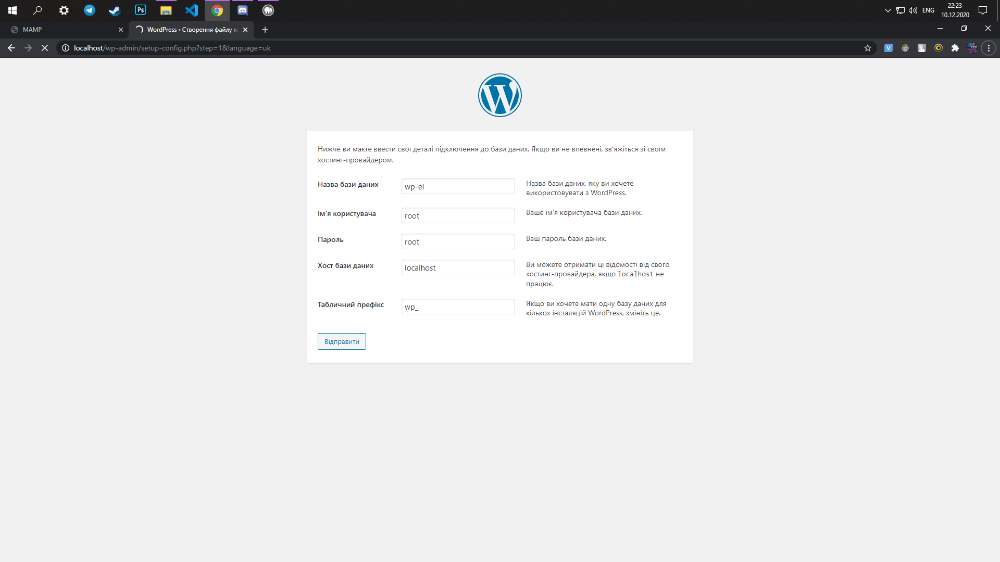 Ps
ENG
22:23
10.12.2020
MAMP
WordPress › Створення файлу к
localhost/wp-admin/setup-config.php?step=1&language=uk
V
W
Нижче ви маєте ввести свої деталі підключення до бази даних. Якщо ви не впевнені, зв'яжіться зі своїм
хостинг-провайдером.
Назва бази даних
wp-el
Назва бази даних, яку ви хочете
використовувати з WordPress.
Ім'я користувача
root
Ваше ім'я користувача бази даних.
Пароль
root
Ваш пароль бази даних.
Хост бази даних
localhost
Ви можете отримати ці відомості від свого
хостинг-провайдера, якщо localhost не
працює.
Табличний префікс
wp_
Якщо ви хочете мати одну базу даних для
кількох інсталяцій WordPress, змініть це.
Відправити